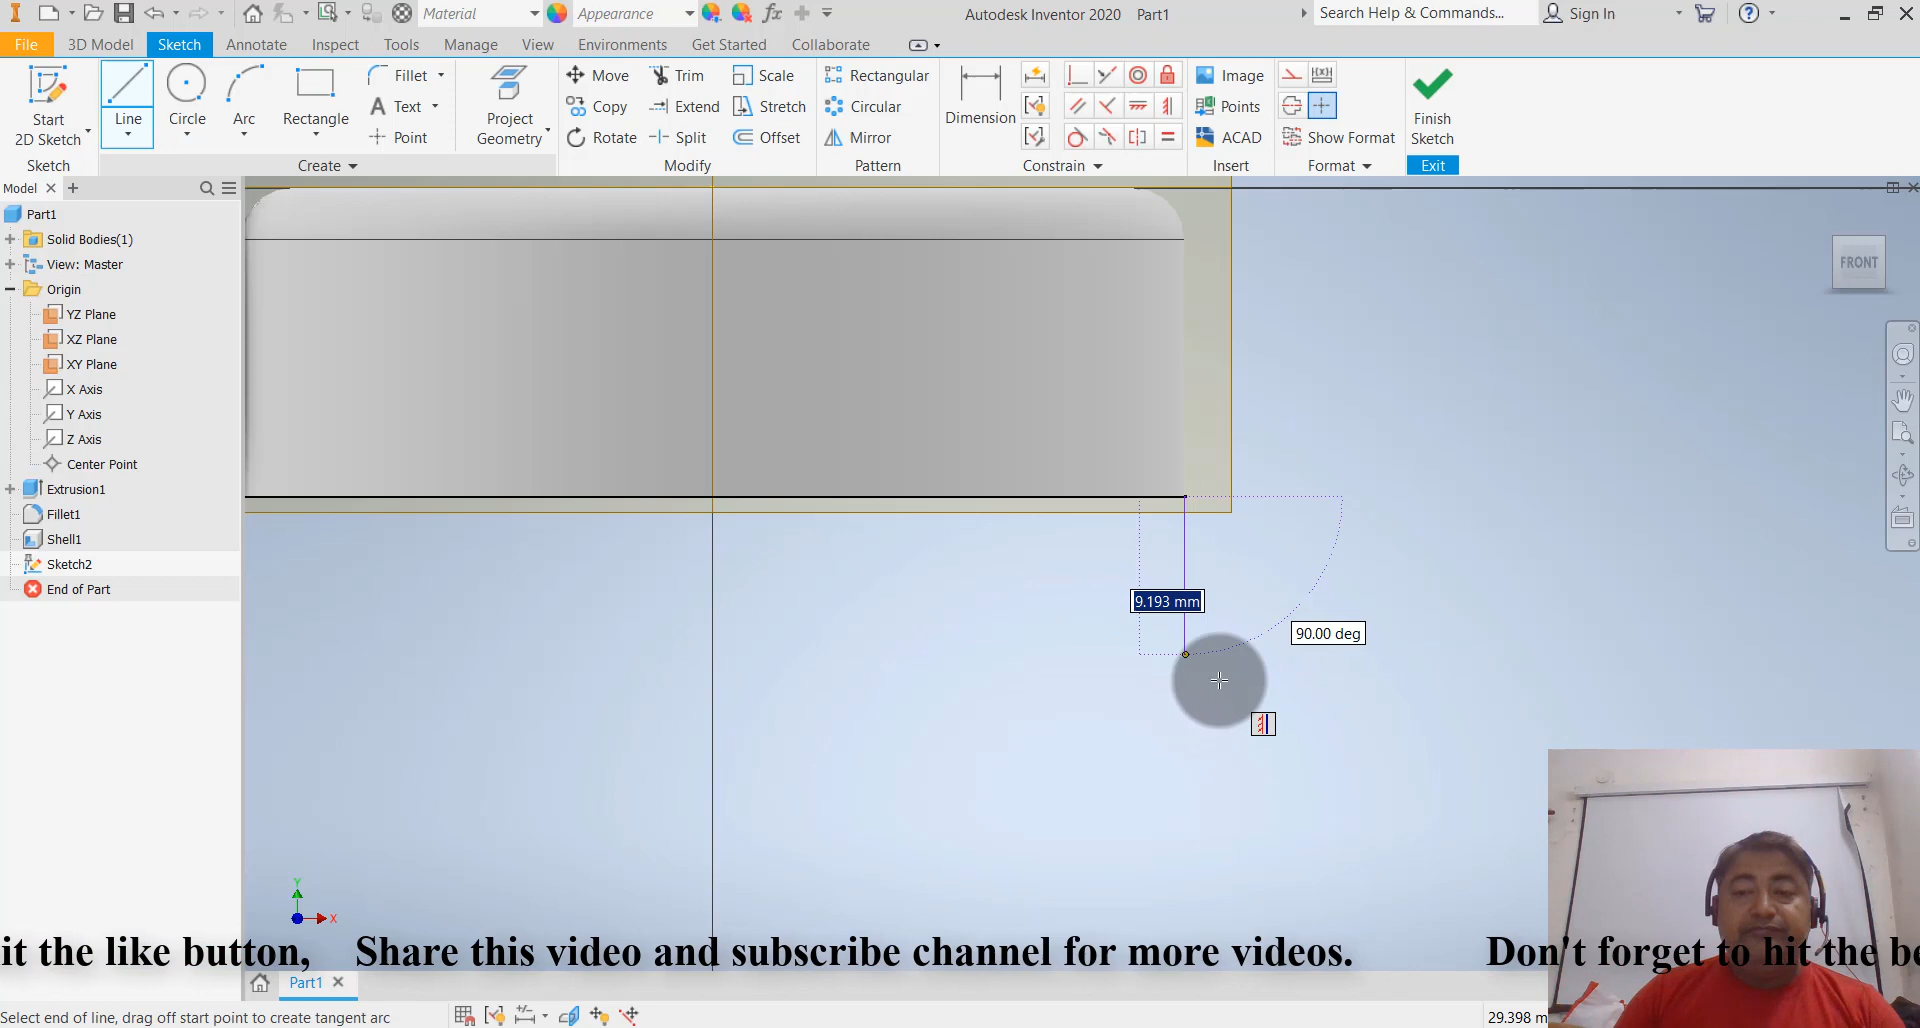 Material
Appearance
Autodesk Inventor 2020 Part1
Search Help & Commands...
Sign In
File 3D Model Sketch Annotate Inspect Tools Manage View Environments Get Started Collaborate
Start
2D Sketch
Line
Circle
Arc
Rectangle
Fillet
Text
Point
Project
Geometry
Move
Copy
Rotate
Trim
Extend
Split
Scale
Stretch
Offset
Rectangular
Circular
Mirror
Dimension
Image
Points
ACAD
Show Format
Finish
Sketch
Sketch Create Modify Pattern Constrain Insert Format Exit
Model
Part1
Solid Bodies(1)
View: Master
Origin
YZ Plane
XZ Plane
XY Plane
X Axis
Y Axis
Z Axis
Center Point
Extrusion1
Fillet1
Shell1
Sketch2
End of Part
FRONT
9.193 mm
90.00 deg
Y
X
it the like button, Share this video and subscribe channel for more videos. Don't forget to hit the be
Part1
Select end of line, drag off start point to create tangent arc
29.398 m